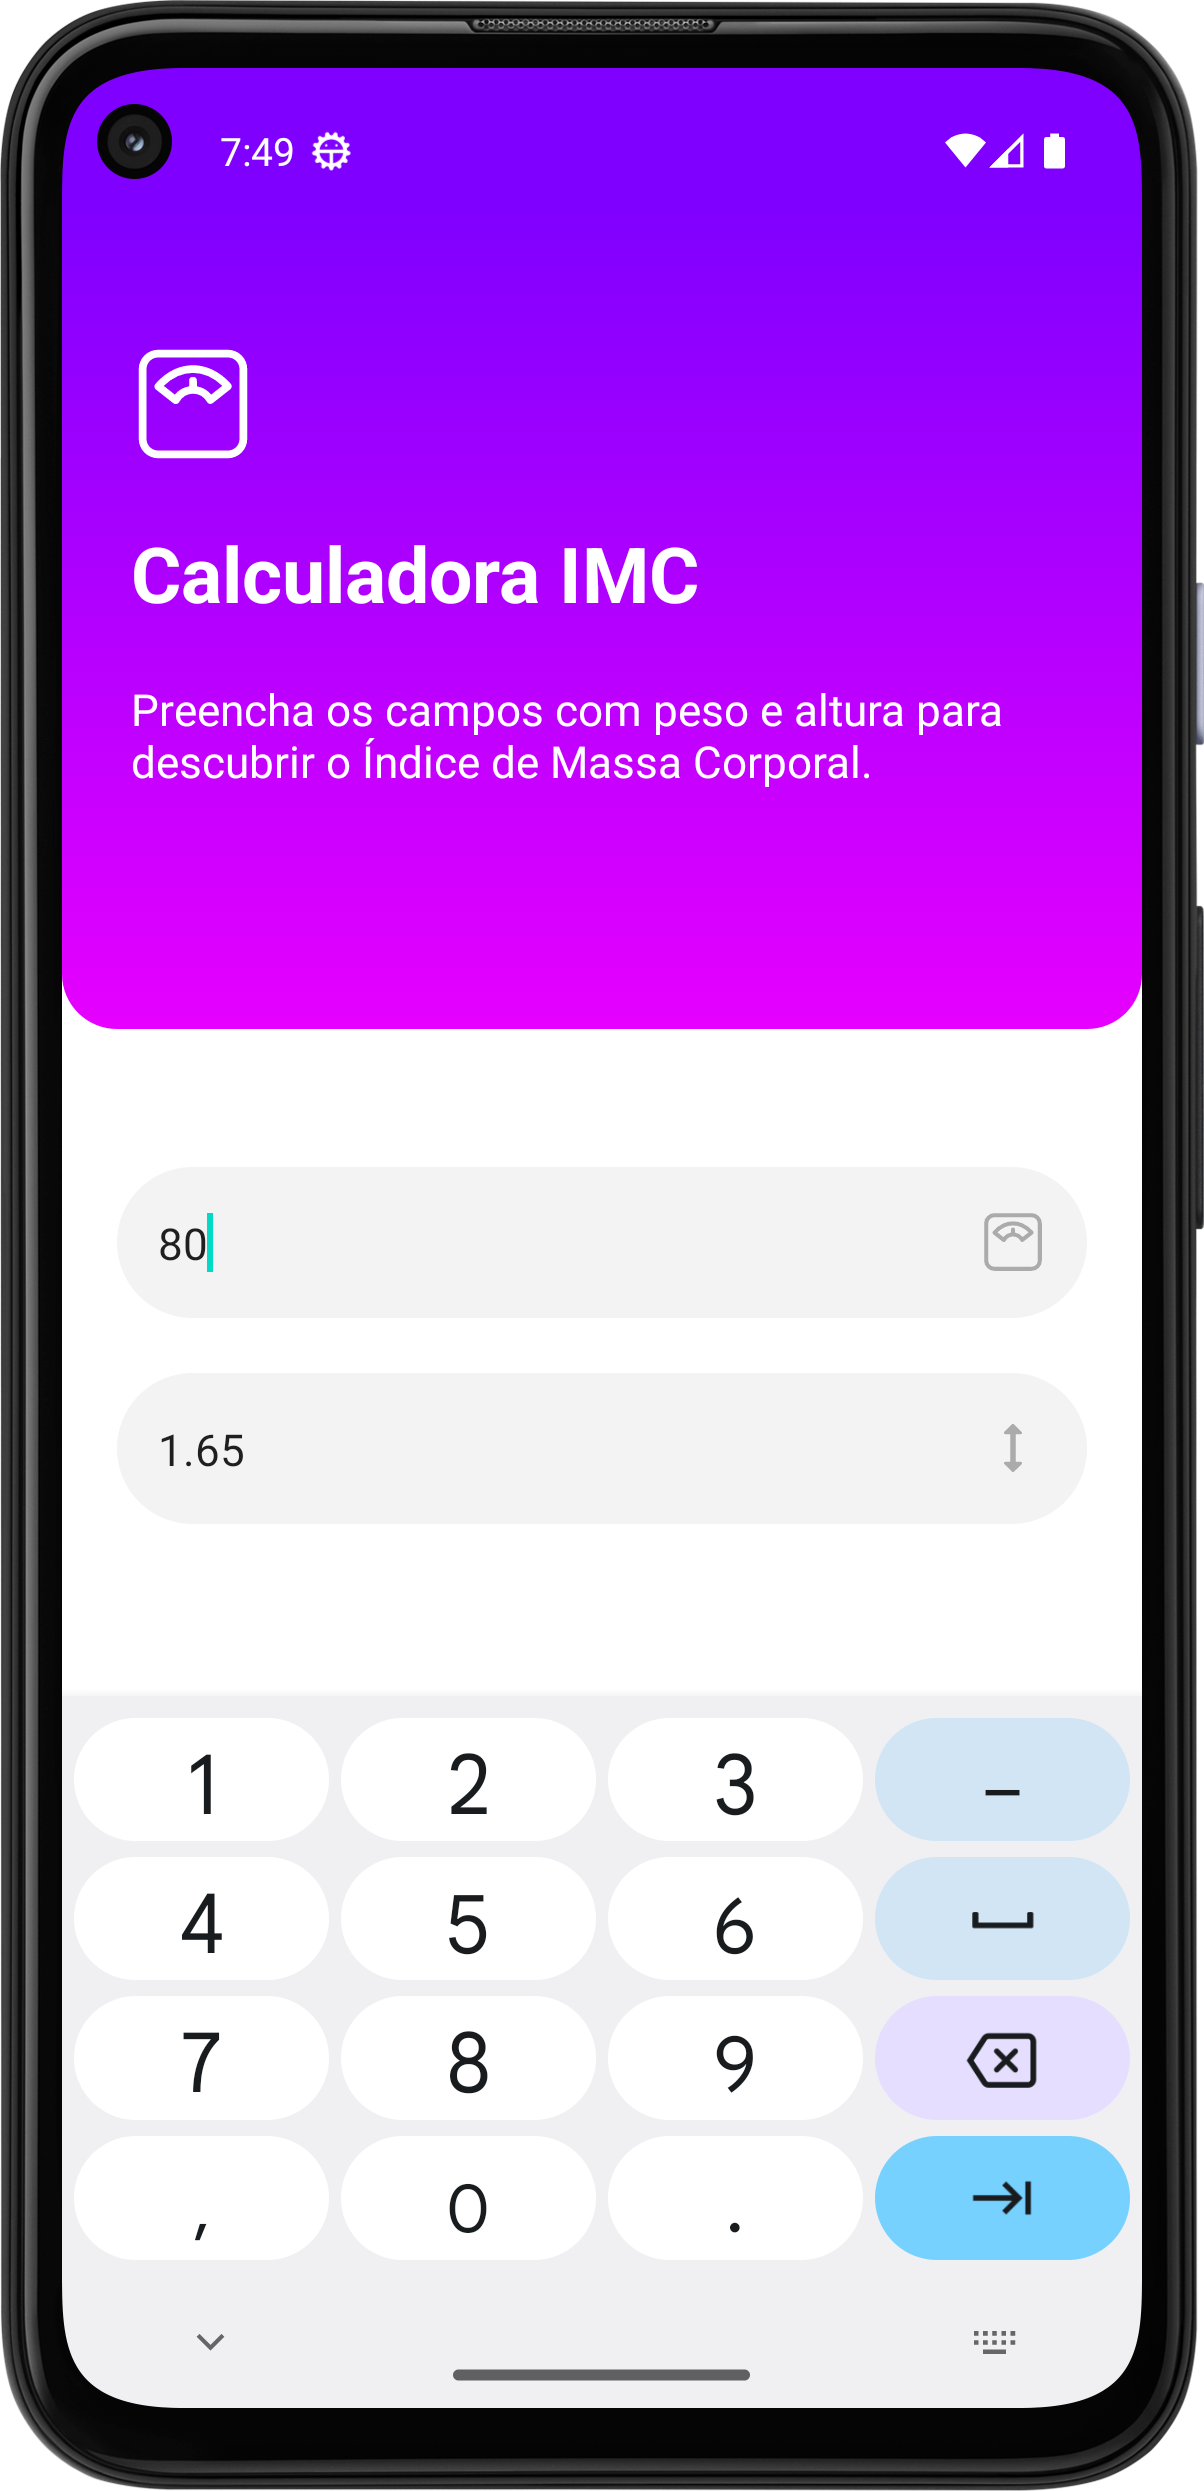 7:49
Calculadora IMC
Preencha os campos com peso e altura para
descubrir o Índice de Massa Corporal.
80
1.65
1 2 3 –
4 5 6
7 8 9
, 0 .